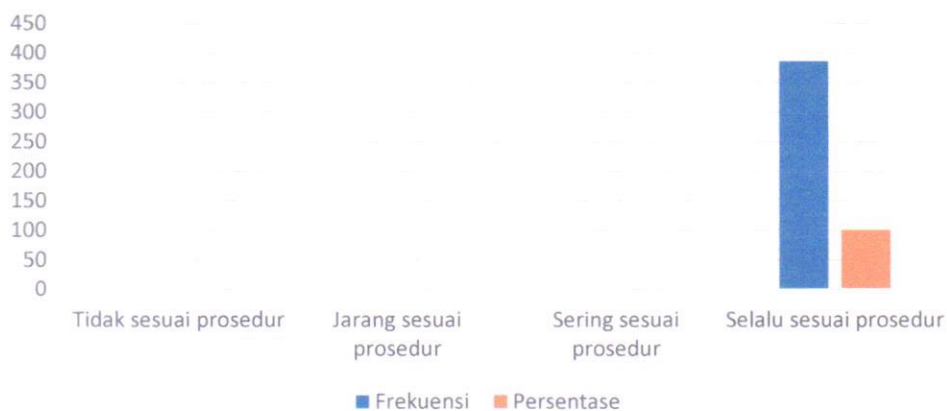 450
400
350
300
250
200
150
100
50
0
Tidak sesuai prosedur
Jarang sesuai
prosedur
Sering sesuai
prosedur
Selalu sesuai prosedur
Frekuensi Persentase